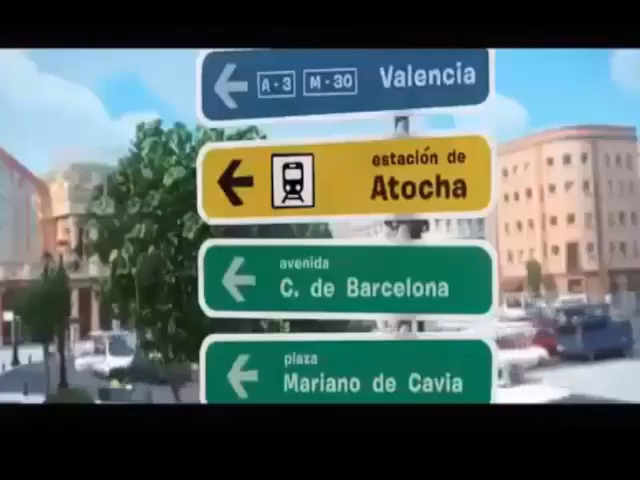 A-3 M-30 Valencia
estación de
Atocha
avenida
C. de Barcelona
plaza
Mariano de Cavia